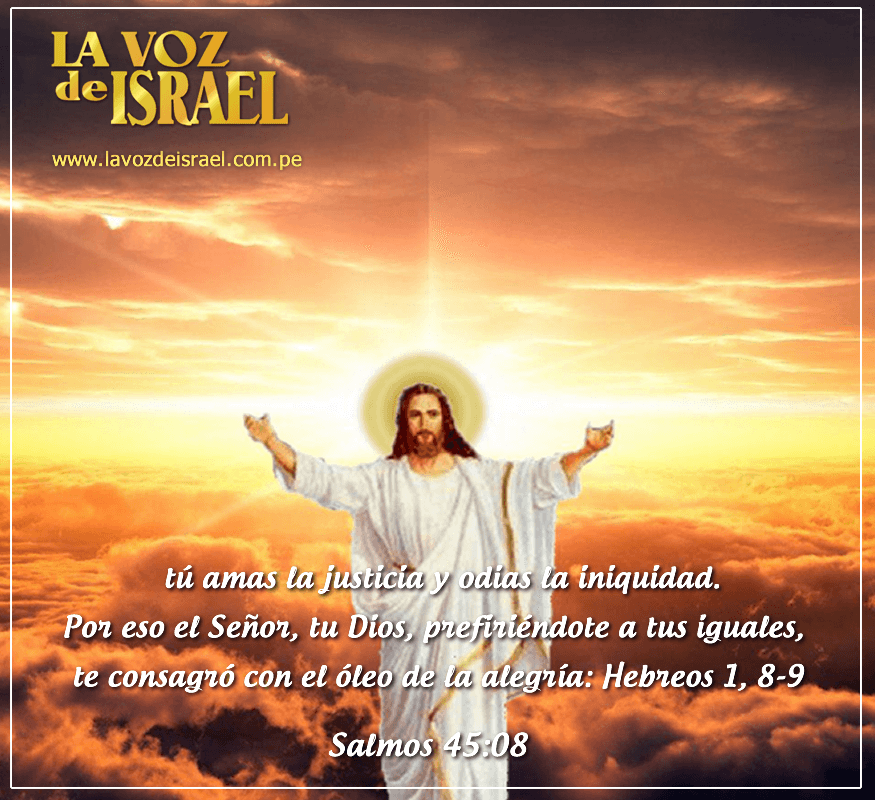 LA VOZ
de ISRAEL
www.lavozdeisrael.com.pe
tú amas la justicia y odias la iniquidad.
Por eso el Señor, tu Dios, prefiriéndote a tus iguales,
te consagró con el óleo de la alegría: Hebreos 1, 8-9
Salmos 45:08